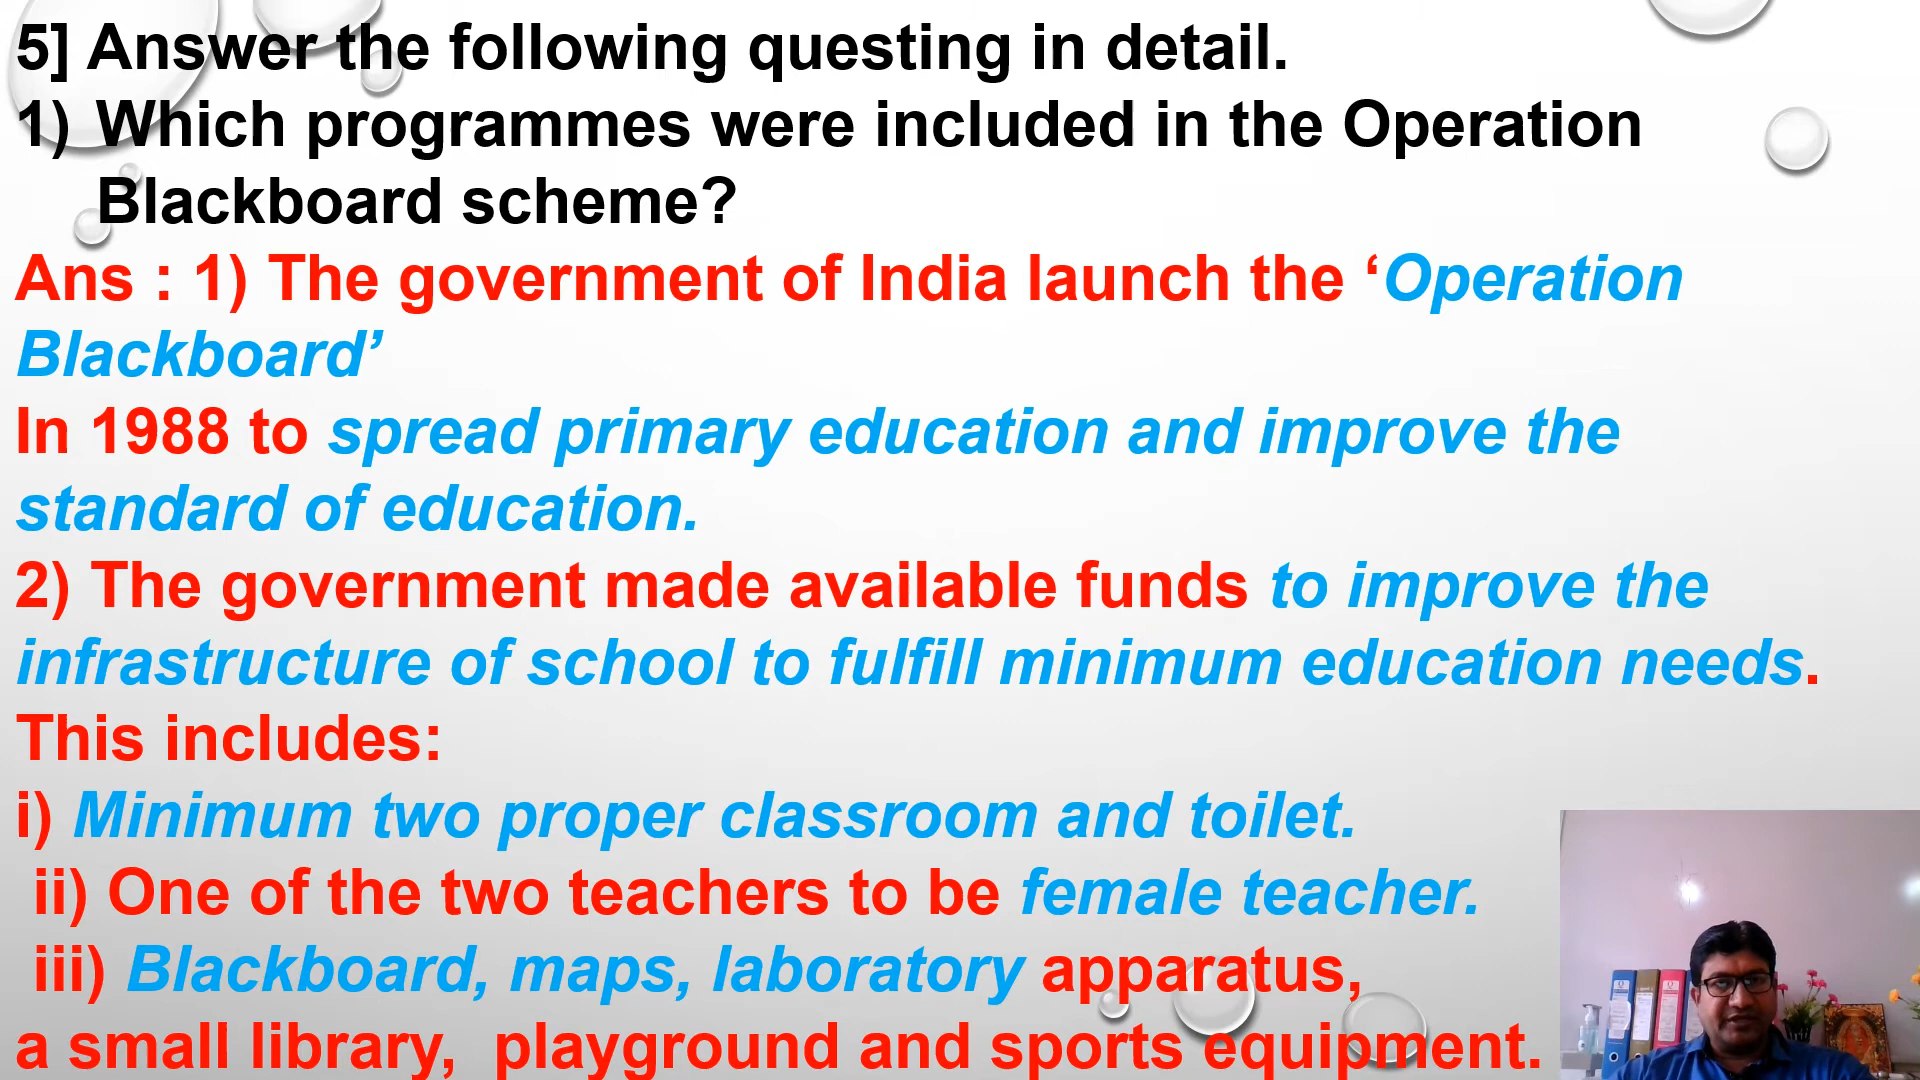 5] Answer the following questing in detail.
1) Which programmes were included in the Operation
Blackboard scheme?
Ans : 1) The government of India launch the ‘Operation
Blackboard’
In 1988 to spread primary education and improve the
standard of education.
2) The government made available funds to improve the
infrastructure of school to fulfill minimum education needs.
This includes:
i) Minimum two proper classroom and toilet.
ii) One of the two teachers to be female teacher.
iii) Blackboard, maps, laboratory apparatus,
a small library, playground and sports equipment.